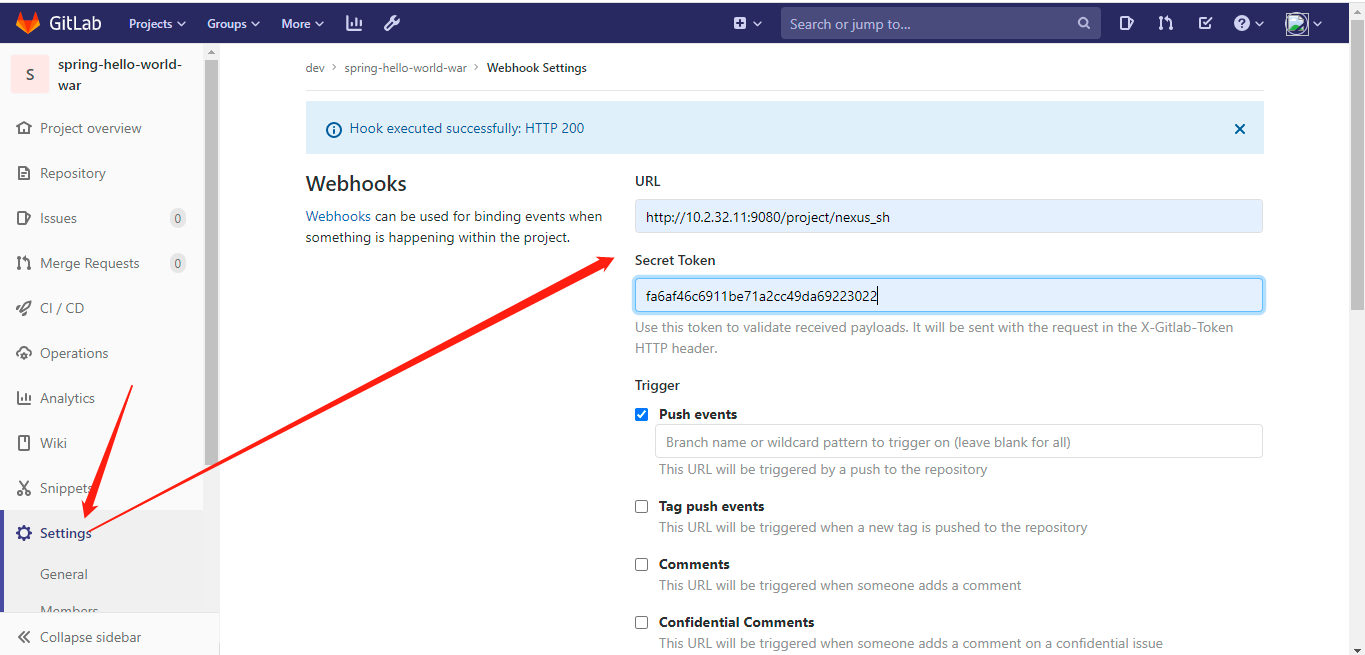 GitLab Projects Groups More Search or jump to...
S spring-hello-world-
war
Project overview
Repository
Issues 0
Merge Requests 0
CI / CD
Operations
Analytics
Wiki
Snippets
Settings
General
Members
Collapse sidebar
dev > spring-hello-world-war > Webhook Settings
Hook executed successfully: HTTP 200
Webhooks
Webhooks can be used for binding events when
something is happening within the project.
URL
http://10.2.32.11:9080/project/nexus_sh
Secret Token
fa6af46c6911be71a2cc49da69223022
Use this token to validate received payloads. It will be sent with the request in the X-Gitlab-Token
HTTP header.
Trigger
Push events
Branch name or wildcard pattern to trigger on (leave blank for all)
This URL will be triggered by a push to the repository
Tag push events
This URL will be triggered when a new tag is pushed to the repository
Comments
This URL will be triggered when someone adds a comment
Confidential Comments
This URL will be triggered when someone adds a comment on a confidential issue